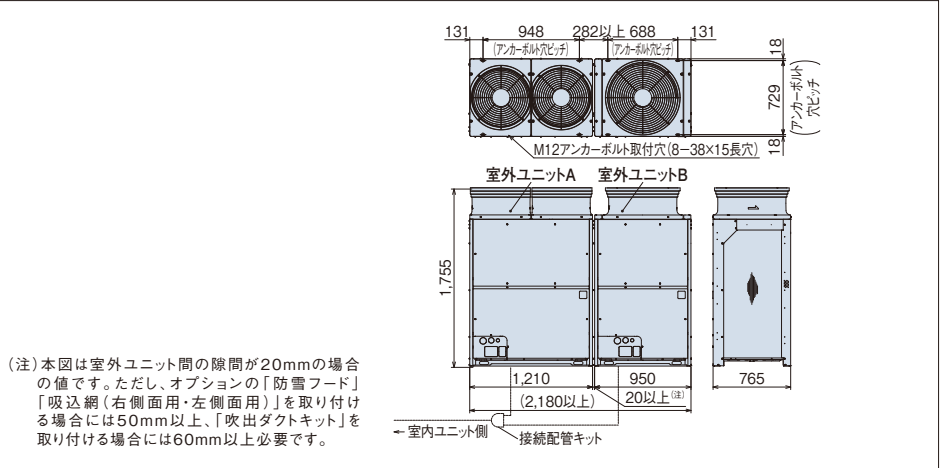 131 948 282以上 688 131
(アンカーボルト穴ピッチ) (アンカーボルト穴ピッチ)
18
729
(アンカーボルト
穴ピッチ)
18
M12アンカーボルト取付穴(8−38×15長穴)
室外ユニットA 室外ユニットB
1,755
1,210 950 765
(2,180以上) 20以上(注)
←室内ユニット側 接続配管キット
(注)本図は室外ユニット間の隙間が20mmの場合
の値です。ただし、オプションの「防雪フード」
「吸込網(右側面用・左側面用)」を取り付け
る場合には50mm以上、「吹出ダクトキット」を
取り付ける場合には60mm以上必要です。